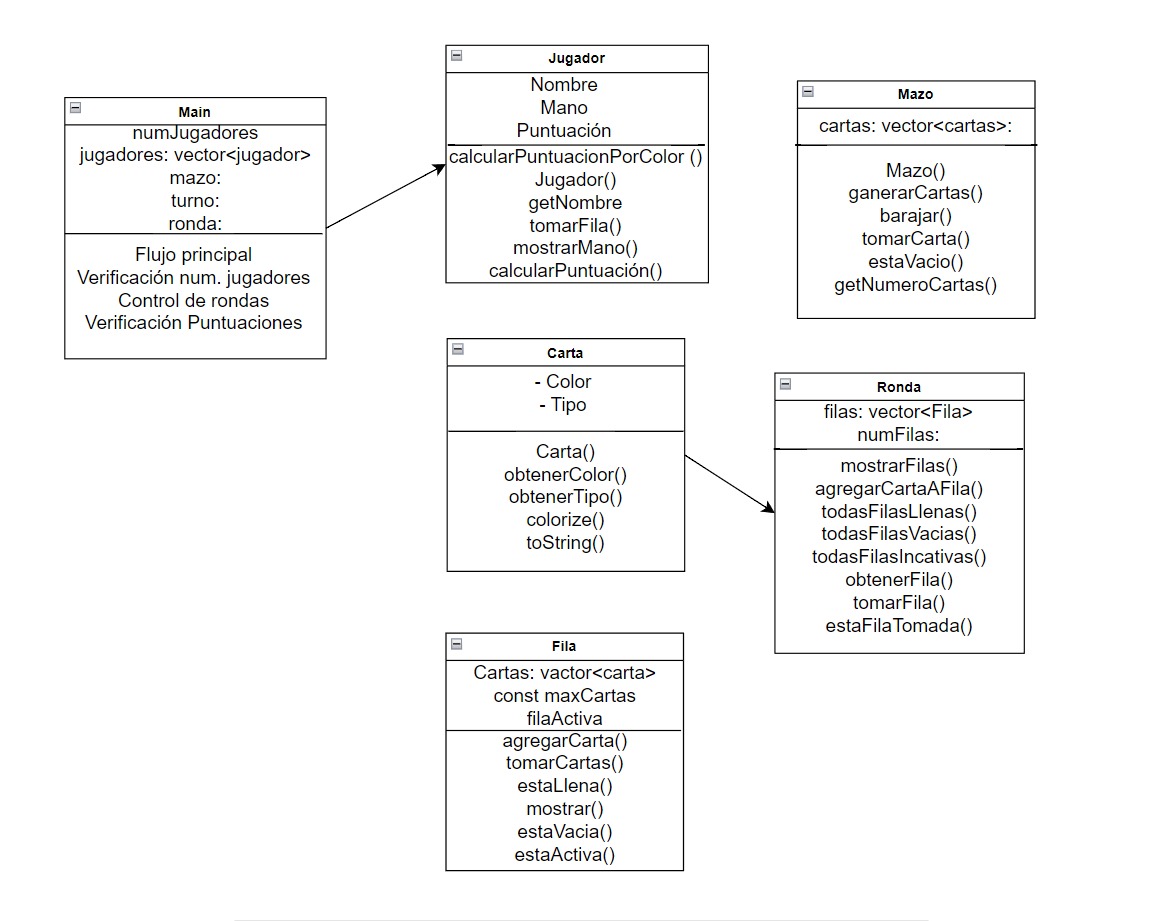 Main
numJugadores
jugadores: vector<jugador>
mazo:
turno:
ronda:
Flujo principal
Verificación num. jugadores
Control de rondas
Verificación Puntuaciones
Jugador
Nombre
Mano
Puntuación
calcularPuntuacionPorColor ()
Jugador()
getNombre
tomarFila()
mostrarMano()
calcularPuntuación()
Mazo
cartas: vector<cartas>:
Mazo()
ganerarCartas()
barajar()
tomarCarta()
estaVacio()
getNumeroCartas()
Carta
- Color
- Tipo
Carta()
obtenerColor()
obtenerTipo()
colorize()
toString()
Ronda
filas: vector<Fila>
numFilas:
mostrarFilas()
agregarCartaAFila()
todasFilasLlenas()
todasFilasVacias()
todasFilasIncativas()
obtenerFila()
tomarFila()
estaFilaTomada()
Fila
Cartas: vactor<carta>
const maxCartas
filaActiva
agregarCarta()
tomarCartas()
estaLlena()
mostrar()
estaVacia()
estaActiva()